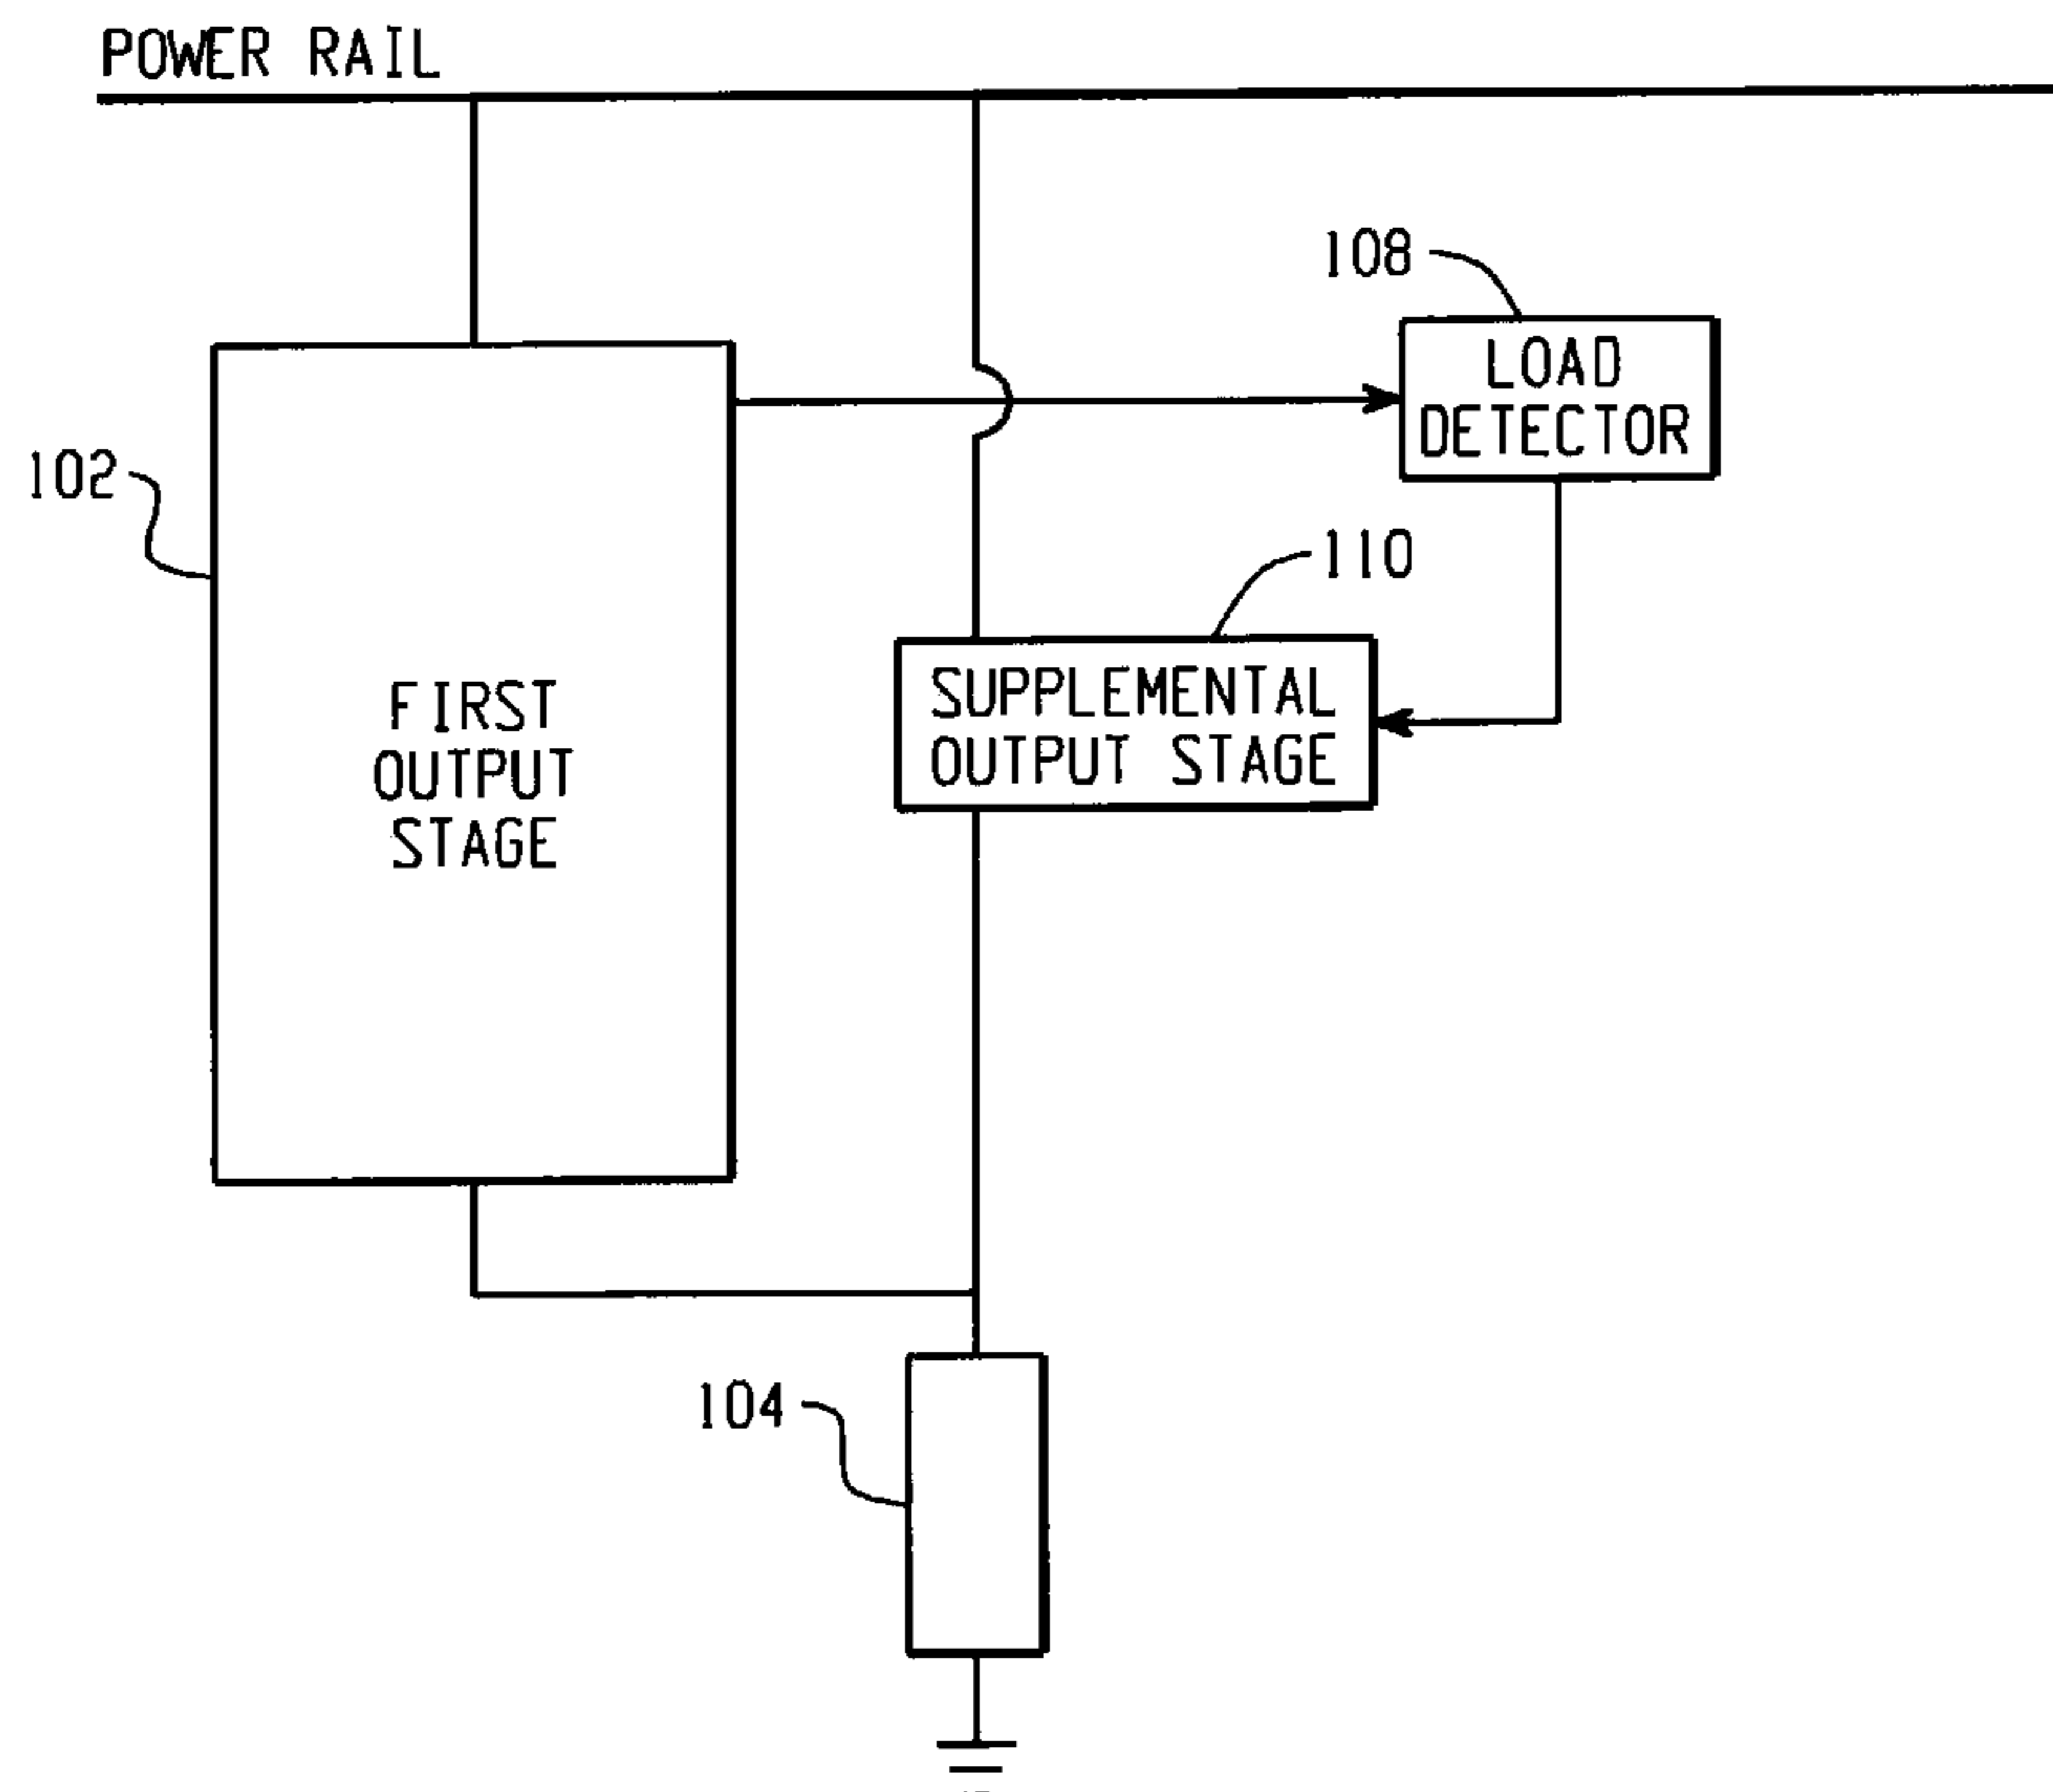 POWER RAIL
108
LOAD
DETECTOR
102
110
SUPPLEMENTAL
OUTPUT STAGE
FIRST
OUTPUT
STAGE
104